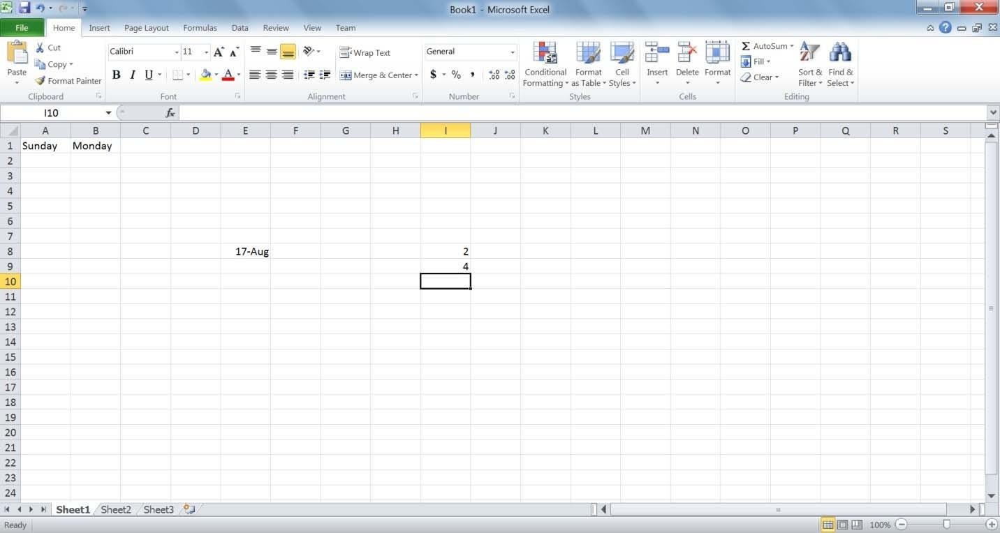 Book1 - Microsoft Excel
File Home Insert Page Layout Formulas Data Review View Team
Paste
Cut
Copy
Format Painter
Clipboard
Calibri 11
B I U A
Font
Wrap Text
Merge & Center
Alignment
General
$ % , .00 .00
Number
Conditional Formatting
Format as Table
Cell Styles
Styles
Insert Delete Format
Cells
Σ AutoSum
Fill
Clear
Sort & Filter
Find & Select
Editing
I10 fx
A B C D E F G H I J K L M N O P Q R S
1 Sunday Monday
2
3
4
5
6
7
8 17-Aug 2
9 4
10
11
12
13
14
15
16
17
18
19
20
21
22
23
24
Sheet1 Sheet2 Sheet3
Ready 100%